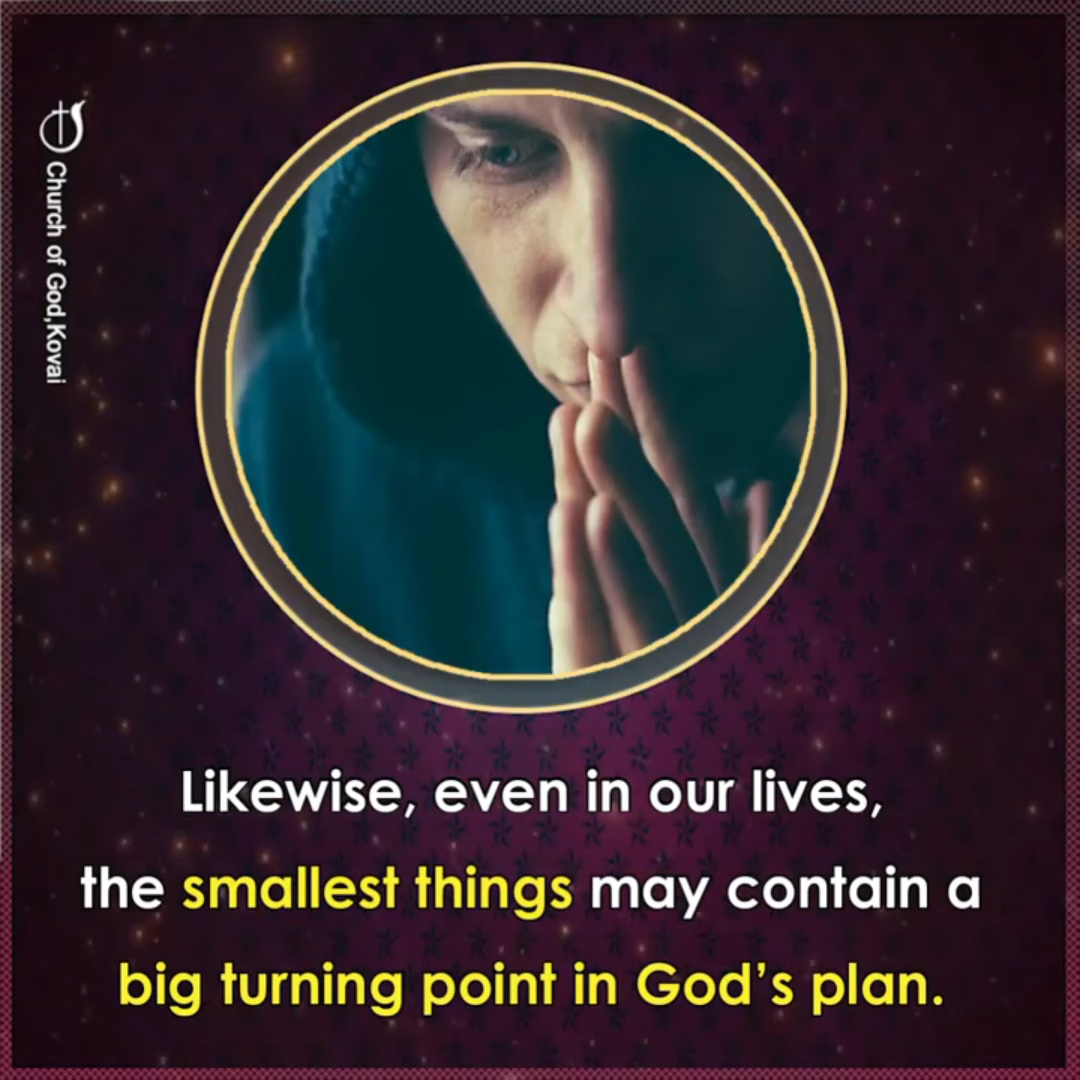 Church of God,Kovai
Likewise, even in our lives,
the smallest things may contain a
big turning point in God’s plan.